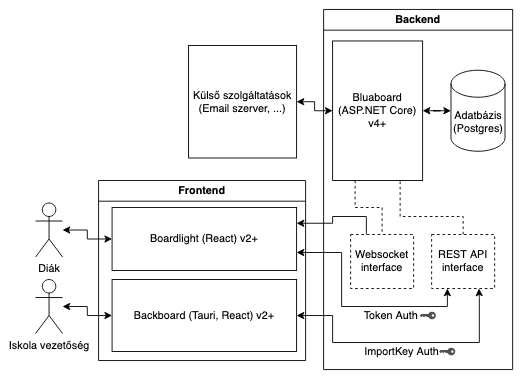 Backend
Külső szolgáltatások
(Email szerver, ...)
Bluaboard
(ASP.NET Core)
v4+
Adatbázis
(Postgres)
Frontend
Boardlight (React) v2+
Diák
Websocket
interface
REST API
interface
Backboard (Tauri, React) v2+
Token Auth
Iskola vezetőség
ImportKey Auth